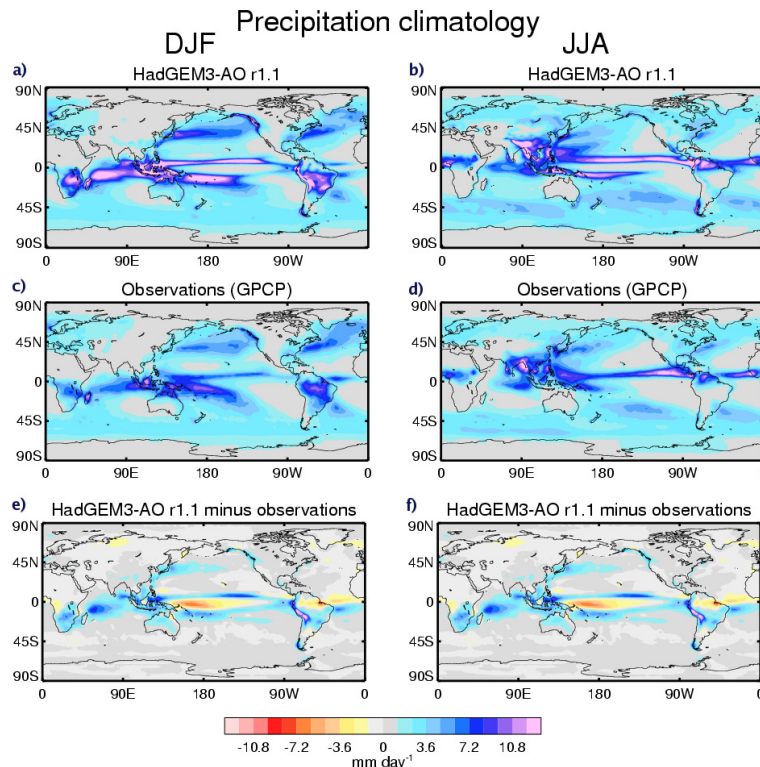 Precipitation climatology
DJF JJA
a) HadGEM3-AO r1.1 b) HadGEM3-AO r1.1
90N 90N
45N 45N
0 0
45S 45S
90S 90S
0 90E 180 90W 0 90E 180 90W
c) Observations (GPCP) d) Observations (GPCP)
90N 90N
45N 45N
0 0
45S 45S
90S 90S
0 90E 180 90W 0 0 90E 180 90W
e) HadGEM3-AO r1.1 minus observations f) HadGEM3-AO r1.1 minus observations
90N 90N
45N 45N
0 0
45S 45S
90S 90S
0 90E 180 90W 0 0 90E 180 90W
-10.8 -7.2 -3.6 0 3.6 7.2 10.8
mm day-1